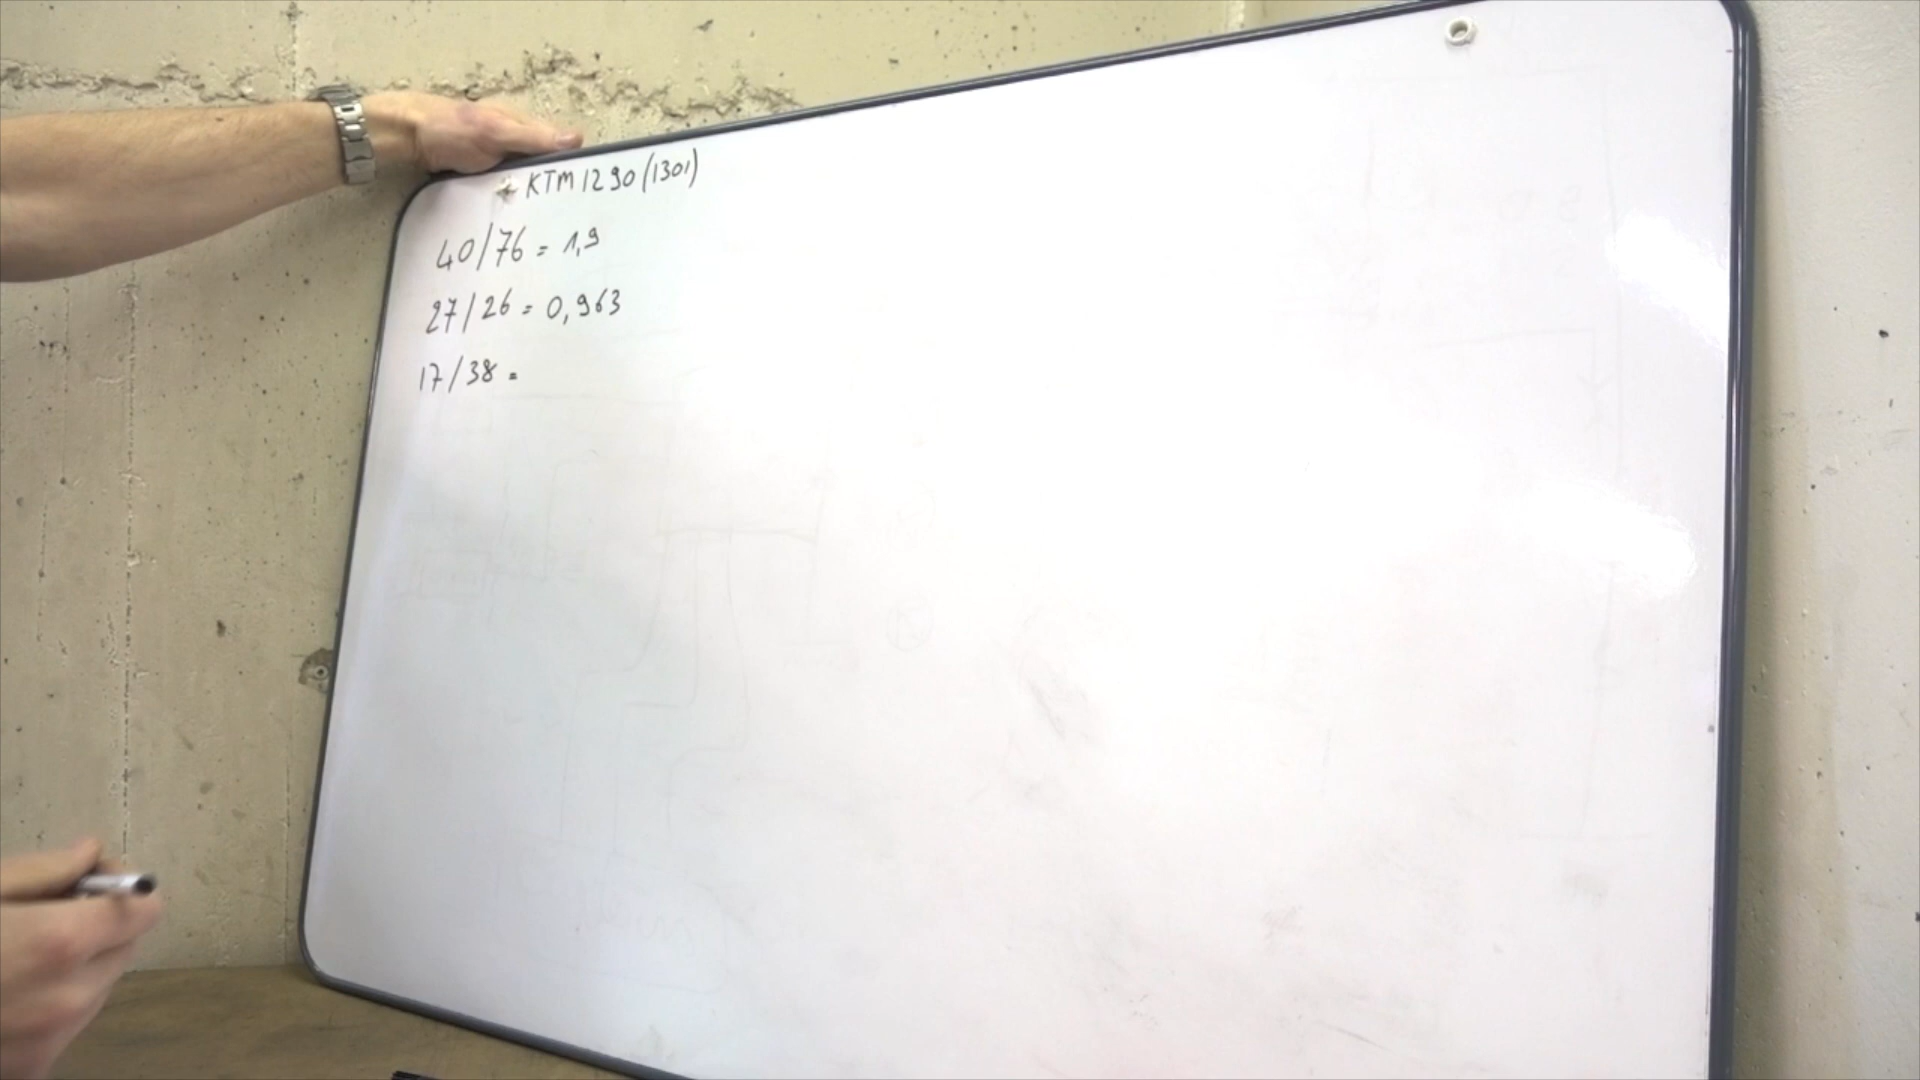 KTM 1290 (1301)
40/76 = 1,9
27/26 = 0,963
17/38 =